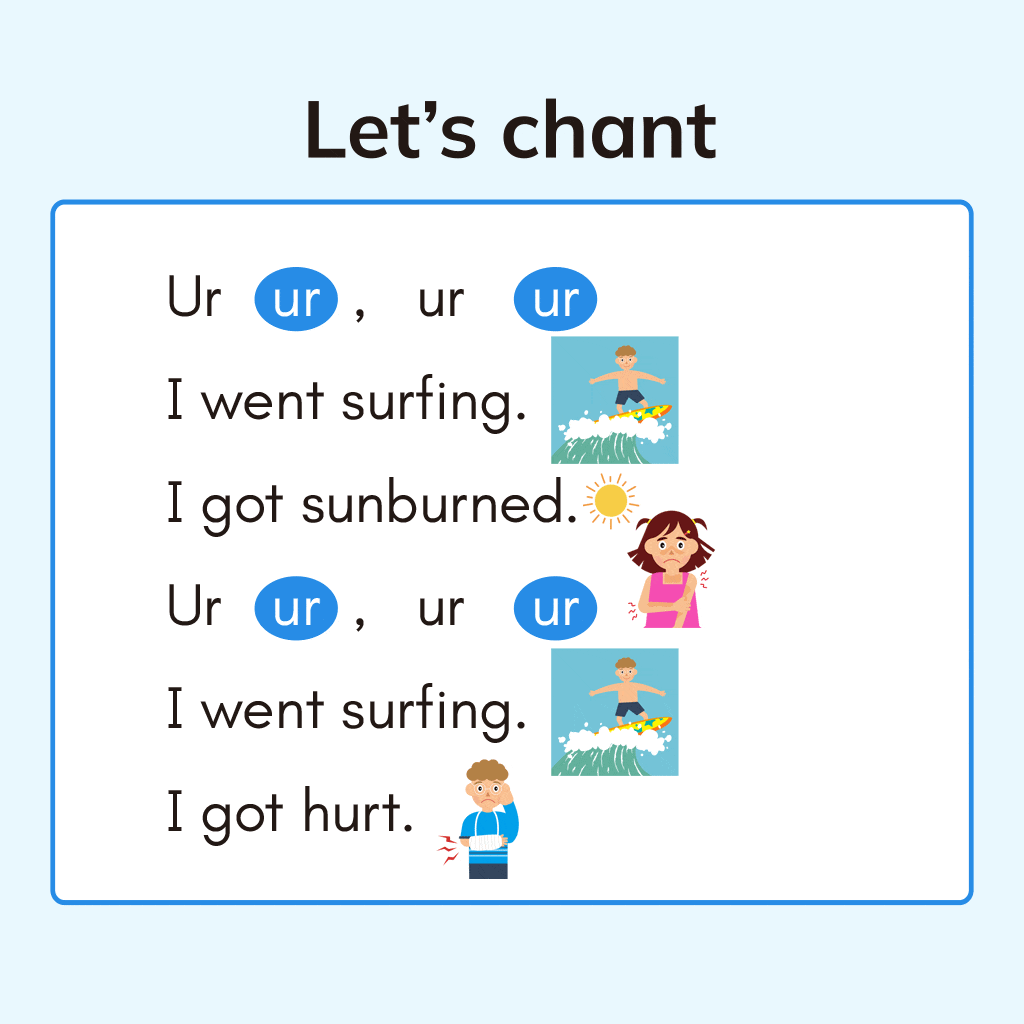 Let’s chant
Ur ur , ur ur
I went surfing.
I got sunburned.
Ur ur , ur ur
I went surfing.
I got hurt.